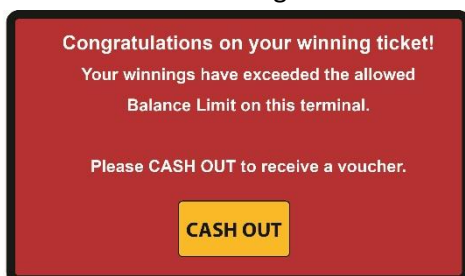 Congratulations on your winning ticket!
Your winnings have exceeded the allowed
Balance Limit on this terminal.
Please CASH OUT to receive a voucher.
CASH OUT